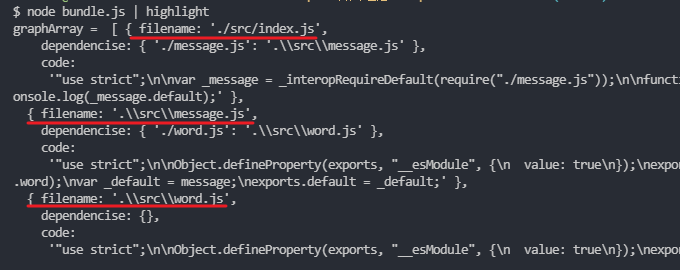 $ node bundle.js | highlight
graphArray =  [ { filename: './src/index.js',
    dependencise: { './message.js': '.\\src\\message.js' },
    code:
     '"use strict";\n\nvar _message = _interopRequireDefault(require("./message.js"));\n\nfuncti
onsole.log(_message.default);' },
  { filename: '.\\src\\message.js',
    dependencise: { './word.js': '.\\src\\word.js' },
    code:
     '"use strict";\n\nObject.defineProperty(exports, "__esModule", {\n  value: true\n});\nexpor
.word);\nvar _default = message;\nexports.default = _default;' },
  { filename: '.\\src\\word.js',
    dependencise: {},
    code:
     '"use strict";\n\nObject.defineProperty(exports, "__esModule", {\n  value: true\n});\nexpor